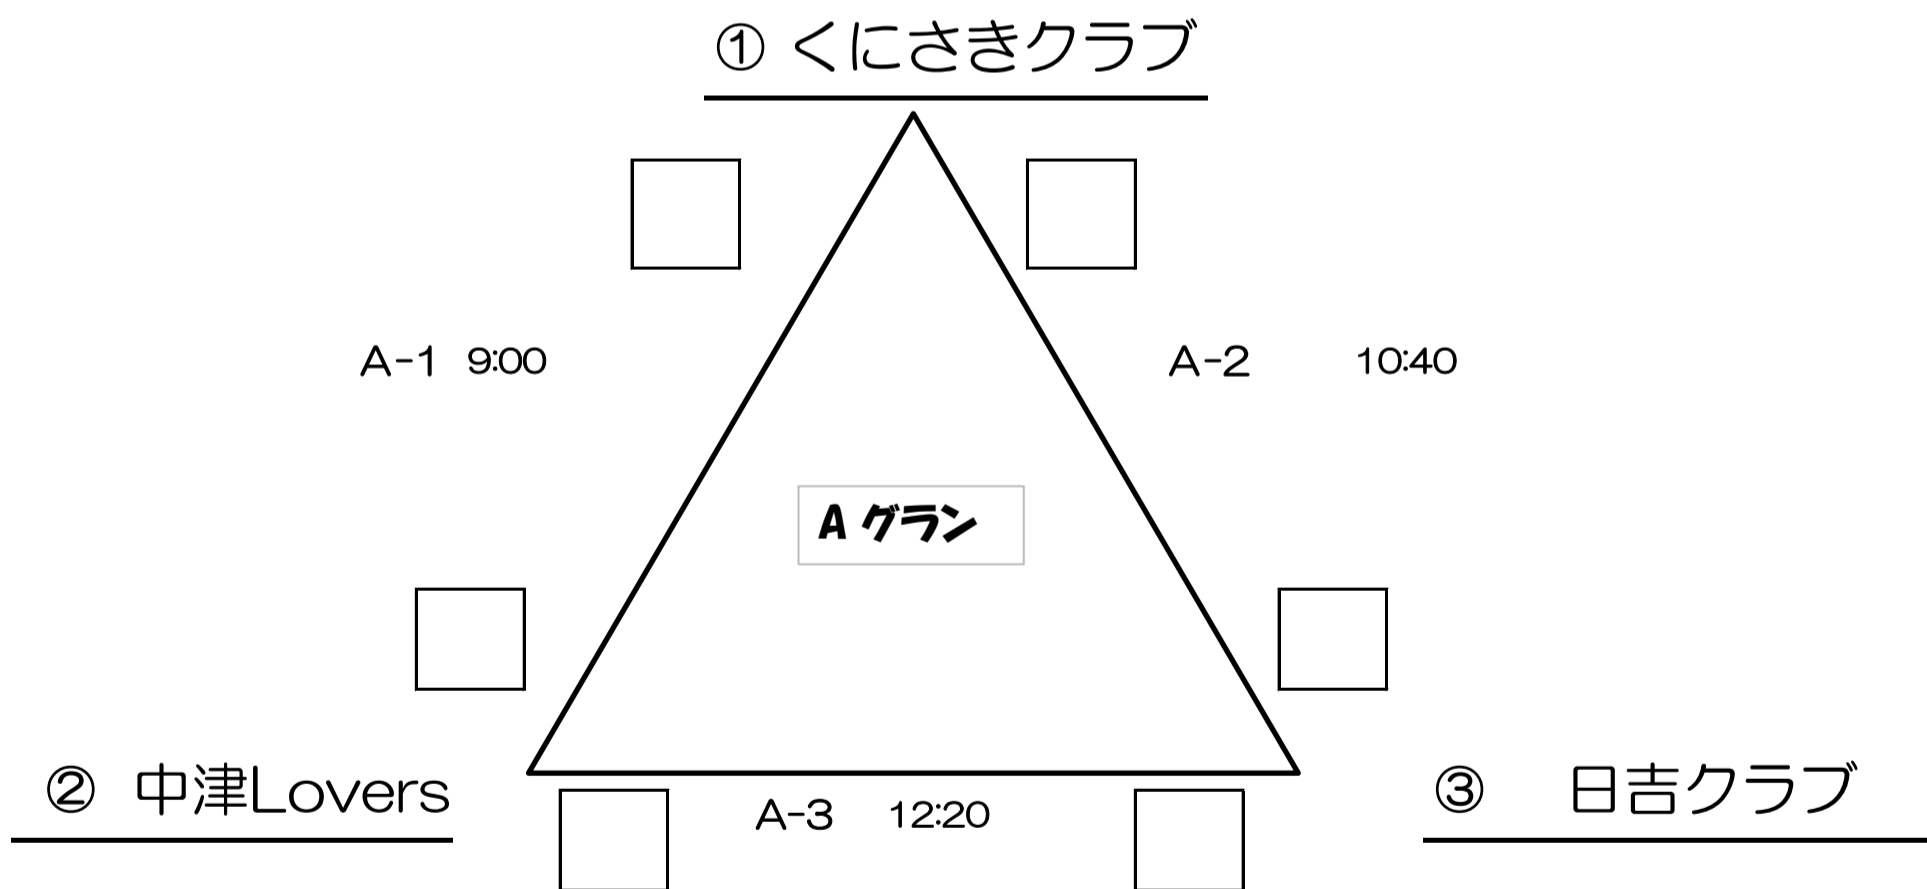 ① くにさきクラブ
A-1 9:00
A-2 10:40
A グラン
② 中津Lovers
A-3 12:20
③ 日吉クラブ